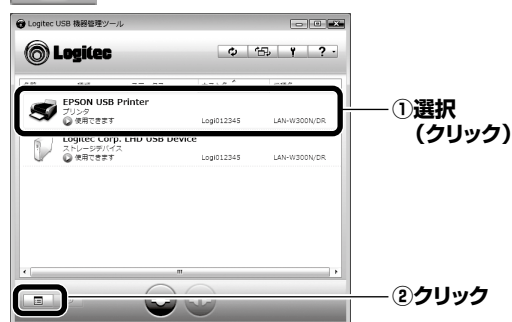 Logitec USB 機器管理ツール
Logitec
EPSON USB Printer
プリンタ
使用できます
Logi012345
LAN-W300N/DR
Logitec Corp. LHD USB Device
ストレージデバイス
使用できます
Logi012345
LAN-W300N/DR
①選択
(クリック)
②クリック